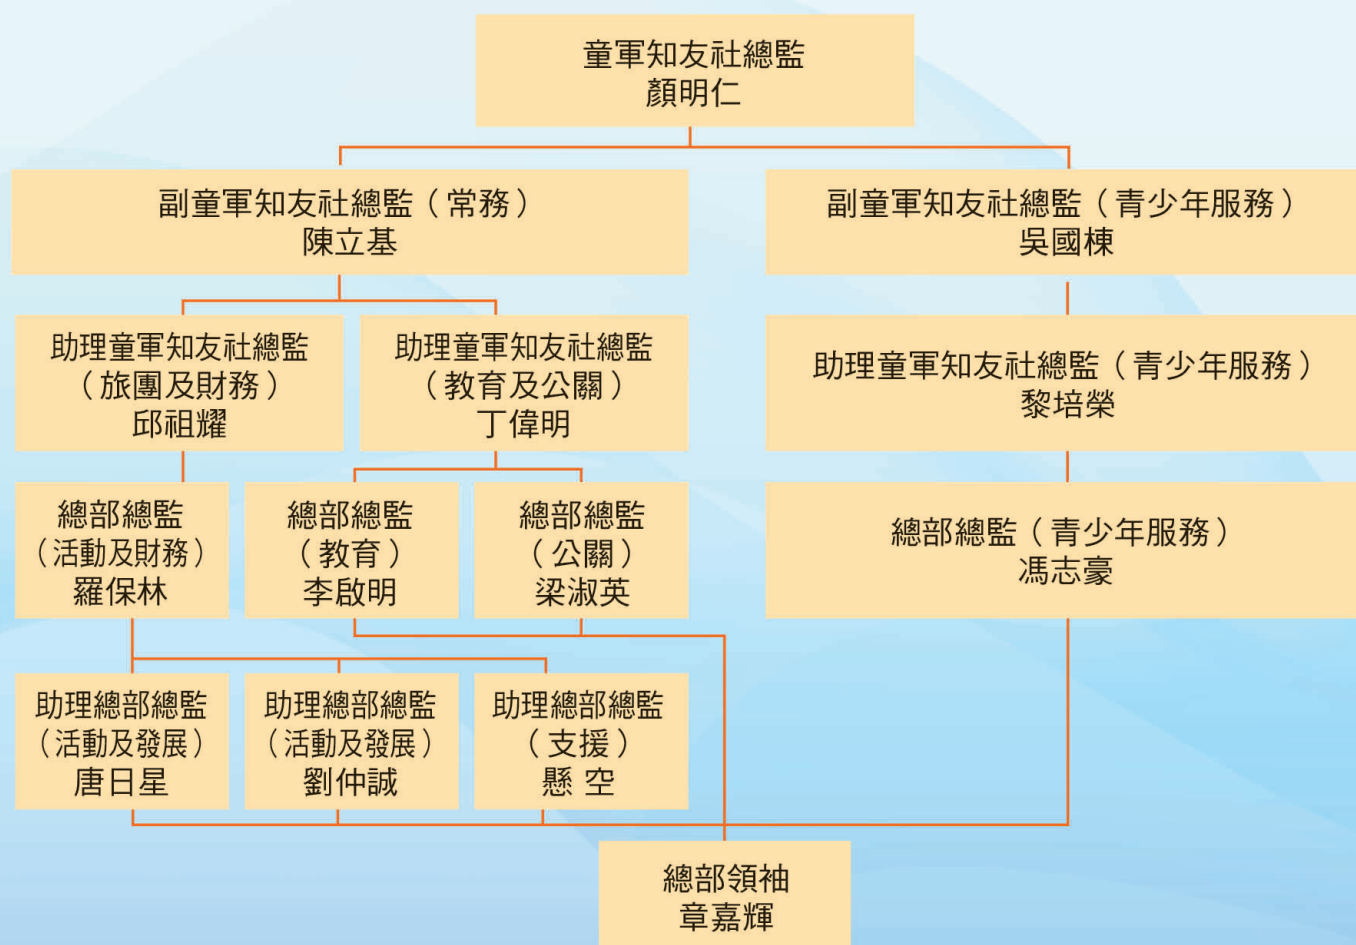 童軍知友社總監
顏明仁
副童軍知友社總監（常務）
陳立基
副童軍知友社總監（青少年服務）
吳國棟
助理童軍知友社總監
（旅團及財務）
邱祖耀
助理童軍知友社總監
（教育及公關）
丁偉明
助理童軍知友社總監（青少年服務）
黎培榮
總部總監
（活動及財務）
羅保林
總部總監
（教育）
李啟明
總部總監
（公關）
梁淑英
總部總監（青少年服務）
馮志豪
助理總部總監
（活動及發展）
唐日星
助理總部總監
（活動及發展）
劉仲誠
助理總部總監
（支援）
懸 空
總部領袖
章嘉輝